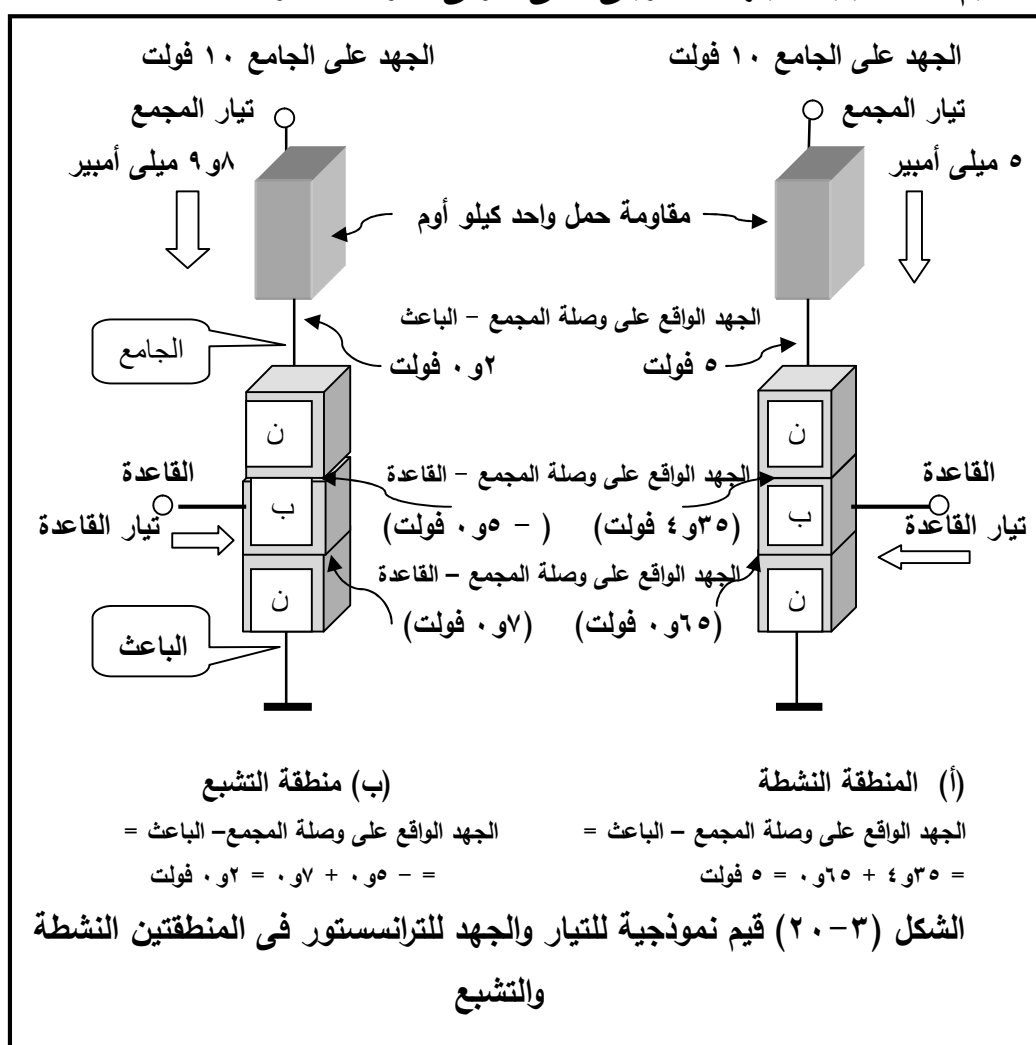 الجهد على الجامع ١٠ فولت
الجهد على الجامع ١٠ فولت
تيار المجمع
تيار المجمع
٥ ميلى أمبير
٨و٩ ميلى أمبير
مقاومة حمل واحد كيلو أوم
الجهد الواقع على وصلة المجمع – الباعث
٥ فولت
٢و٠ فولت
الجامع
ن
ن
القاعدة
الجهد الواقع على وصلة المجمع – القاعدة
القاعدة
ب
ب
تيار القاعدة
(٣٥و٤ فولت)
( – ٥و٠ فولت)
تيار القاعدة
الجهد الواقع على وصلة المجمع – القاعدة
ن
ن
(٦٥و٠ فولت)
(٧و٠ فولت)
الباعث
(أ) المنطقة النشطة
(ب) منطقة التشبع
الجهد الواقع على وصلة المجمع – الباعث =
الجهد الواقع على وصلة المجمع– الباعث =
= ٣٥و٤ + ٦٥و٠ = ٥ فولت
= – ٥و٠ + ٧و٠ = ٢و٠ فولت
الشكل (٣-٢٠) قيم نموذجية للتيار والجهد للترانسستور فى المنطقتين النشطة
والتشبع